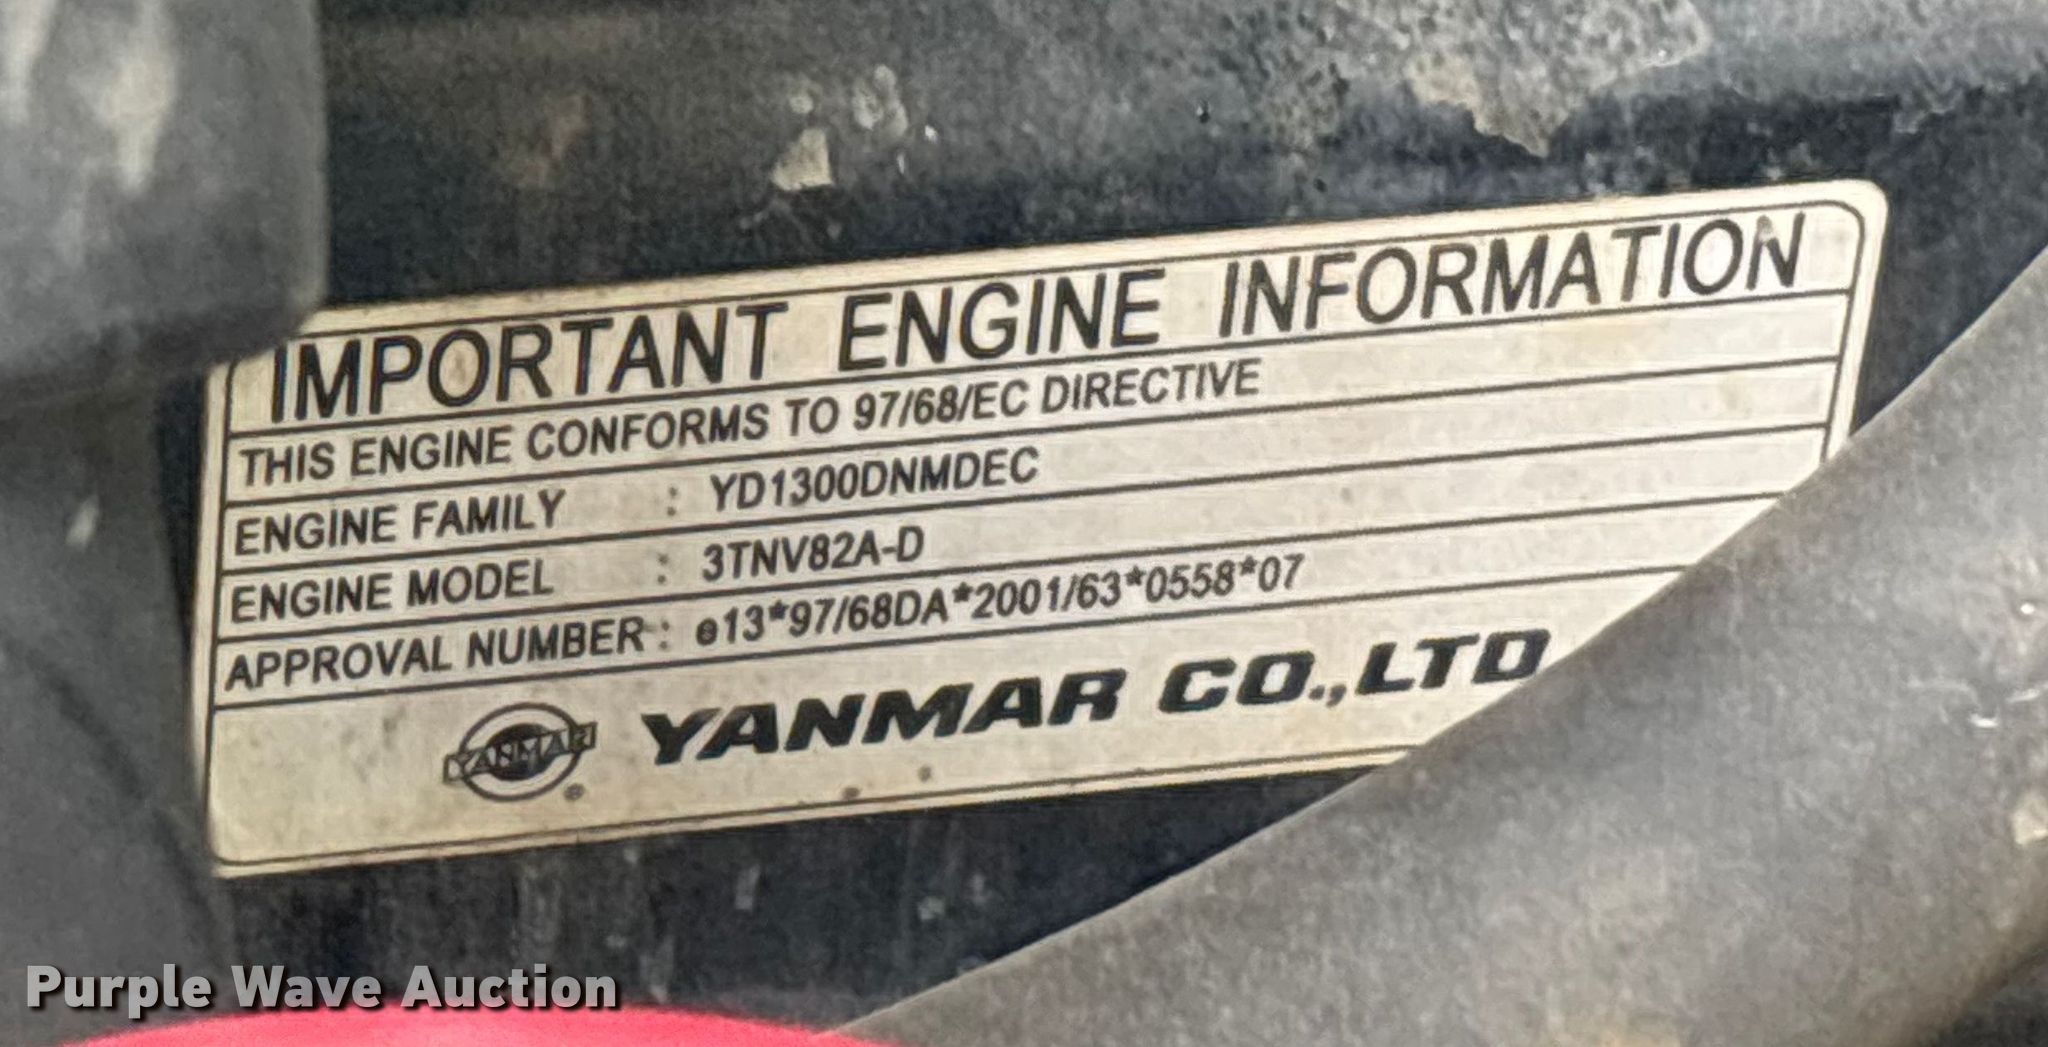 IMPORTANT ENGINE INFORMATION
THIS ENGINE CONFORMS TO 97/68/EC DIRECTIVE
ENGINE FAMILY : YD1300DNMDEC
ENGINE MODEL : 3TNV82A-D
APPROVAL NUMBER : e13*97/68DA*2001/63*0558*07
YANMAR ® YANMAR CO.,LTD
Purple Wave Auction